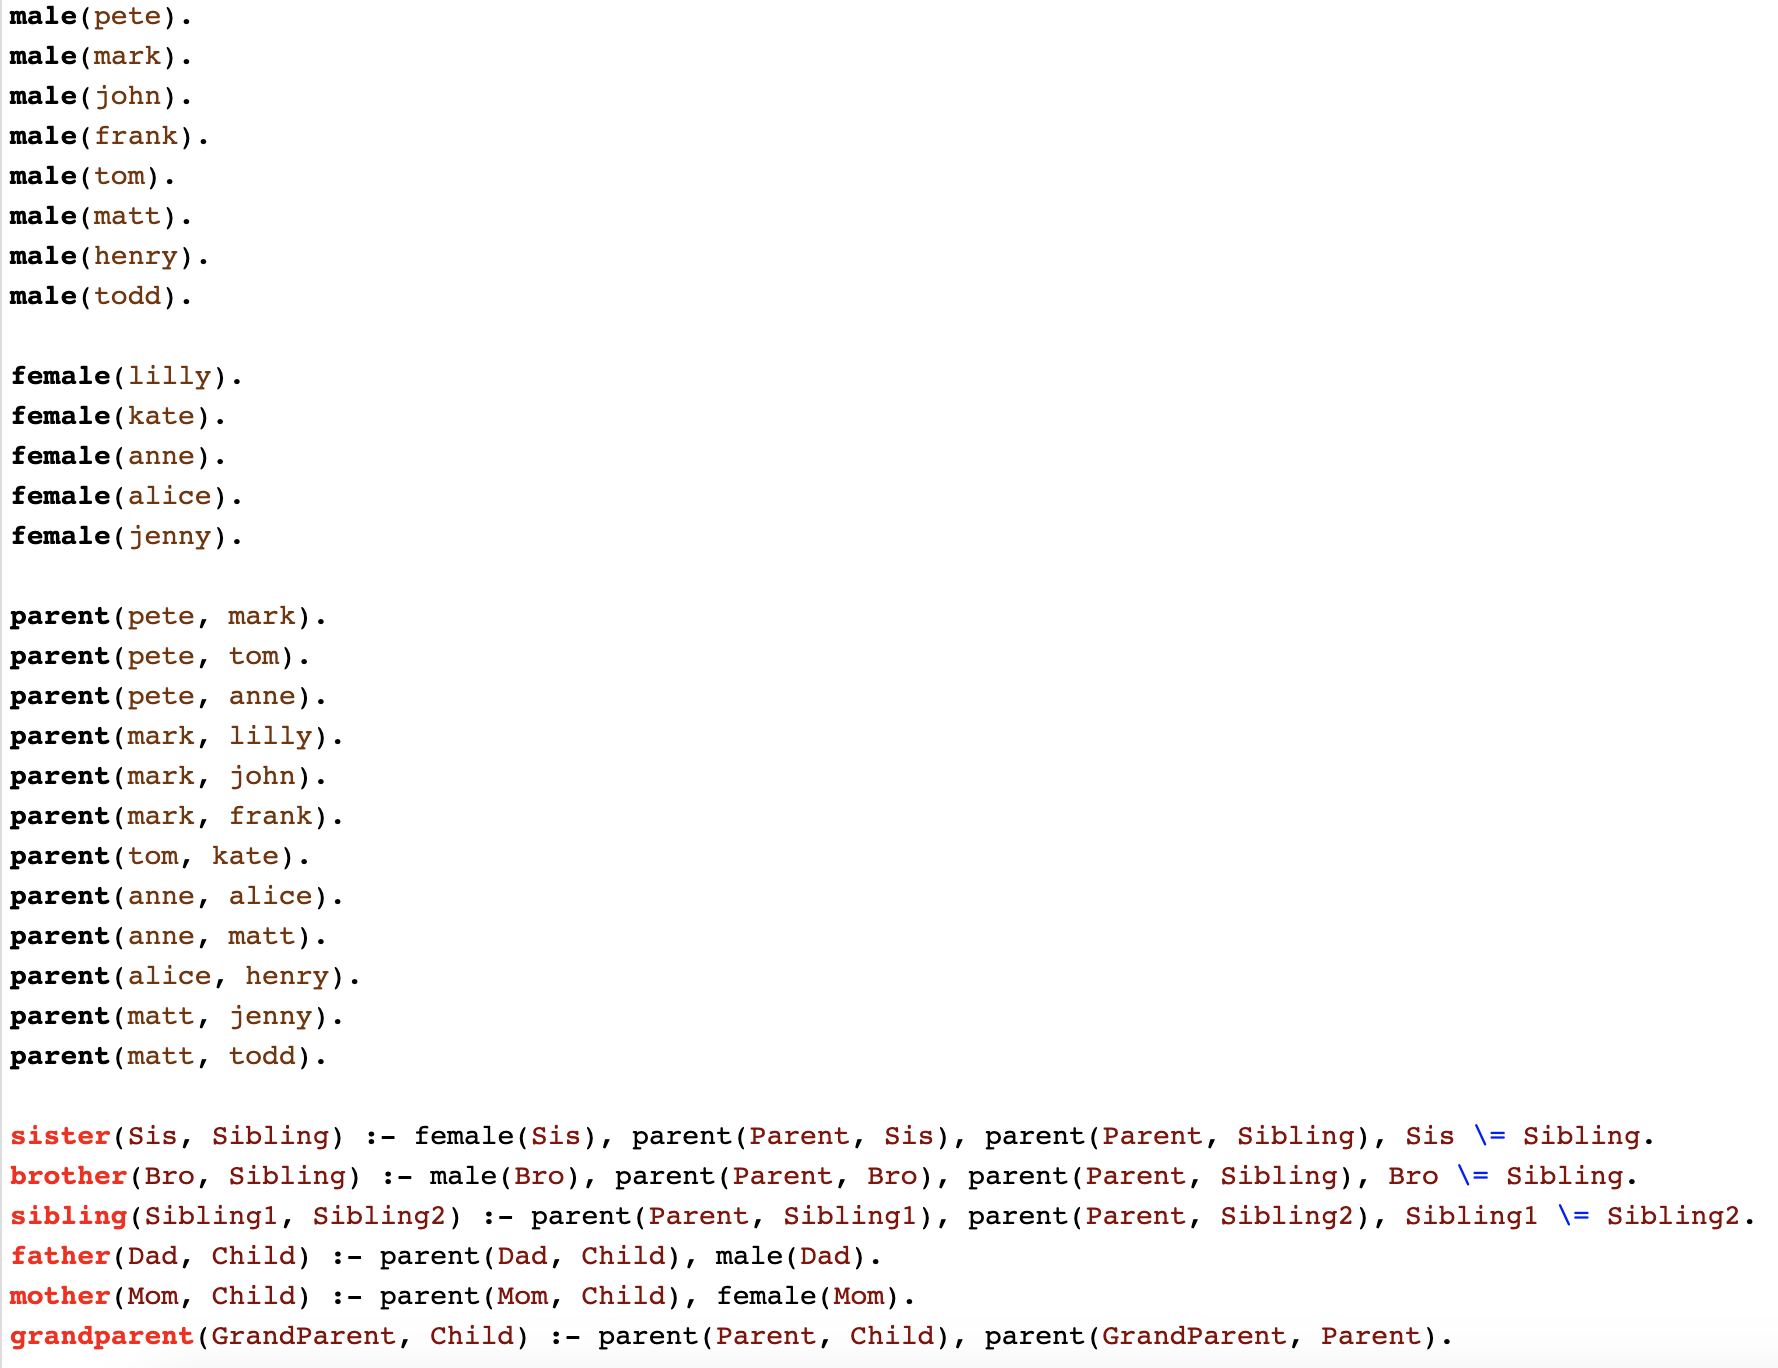 male(pete).
male(mark).
male(john).
male(frank).
male(tom).
male(matt).
male(henry).
male(todd).
female(lilly).
female(kate).
female(anne).
female(alice).
female(jenny).
parent(pete, mark).
parent(pete, tom).
parent(pete, anne).
parent(mark, lilly).
parent(mark, john).
parent(mark, frank).
parent(tom, kate).
parent(anne, alice).
parent(anne, matt).
parent(alice, henry).
parent(matt, jenny).
parent(matt, todd).
sister(Sis, Sibling) :- female(Sis), parent(Parent, Sis), parent(Parent, Sibling), Sis \= Sibling.
brother(Bro, Sibling) :- male(Bro), parent(Parent, Bro), parent(Parent, Sibling), Bro \= Sibling.
sibling(Sibling1, Sibling2) :- parent(Parent, Sibling1), parent(Parent, Sibling2), Sibling1 \= Sibling2.
father(Dad, Child) :- parent(Dad, Child), male(Dad).
mother(Mom, Child) :- parent(Mom, Child), female(Mom).
grandparent(GrandParent, Child) :- parent(Parent, Child), parent(GrandParent, Parent).